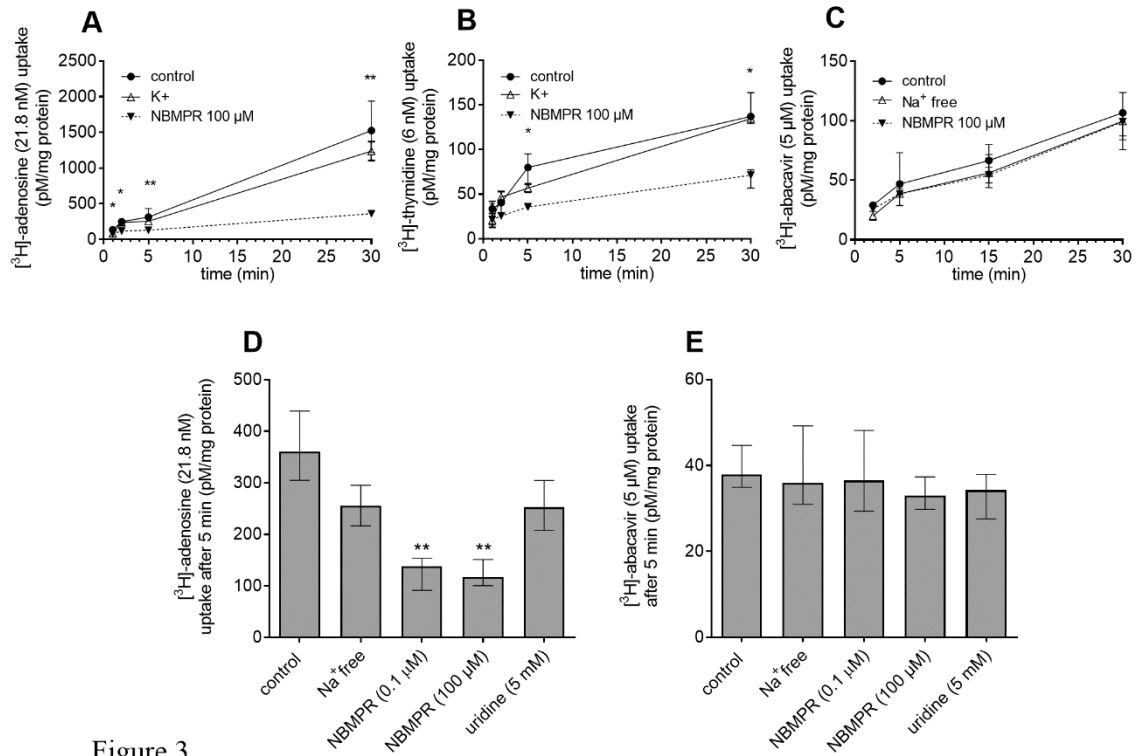 A
[³H]-adenosine (21.8 nM) uptake
(pM/mg protein)
2500
2000
1500
1000
500
0
control
K+
NBMPR 100 µM
*
*
**
**
0 5 10 15 20 25 30
time (min)
B
[³H]-thymidine (6 nM) uptake
(pM/mg protein)
200
150
100
50
0
control
K+
NBMPR 100 µM
*
*
0 5 10 15 20 25 30
time (min)
C
[³H]-abacavir (5 µM) uptake
(pM/mg protein)
150
100
50
0
control
Na⁺ free
NBMPR 100 µM
0 5 10 15 20 25 30
time (min)
D
[³H]-adenosine (21.8 nM)
uptake after 5 min (pM/mg protein)
500
400
300
200
100
0
**
**
control
Na⁺free
NBMPR (0.1 µM)
NBMPR (100 µM)
uridine (5 mM)
E
[³H]-abacavir (5 µM) uptake
after 5 min (pM/mg protein)
60
40
20
0
control
Na⁺free
NBMPR (0.1 µM)
NBMPR (100 µM)
uridine (5 mM)
Figure 3